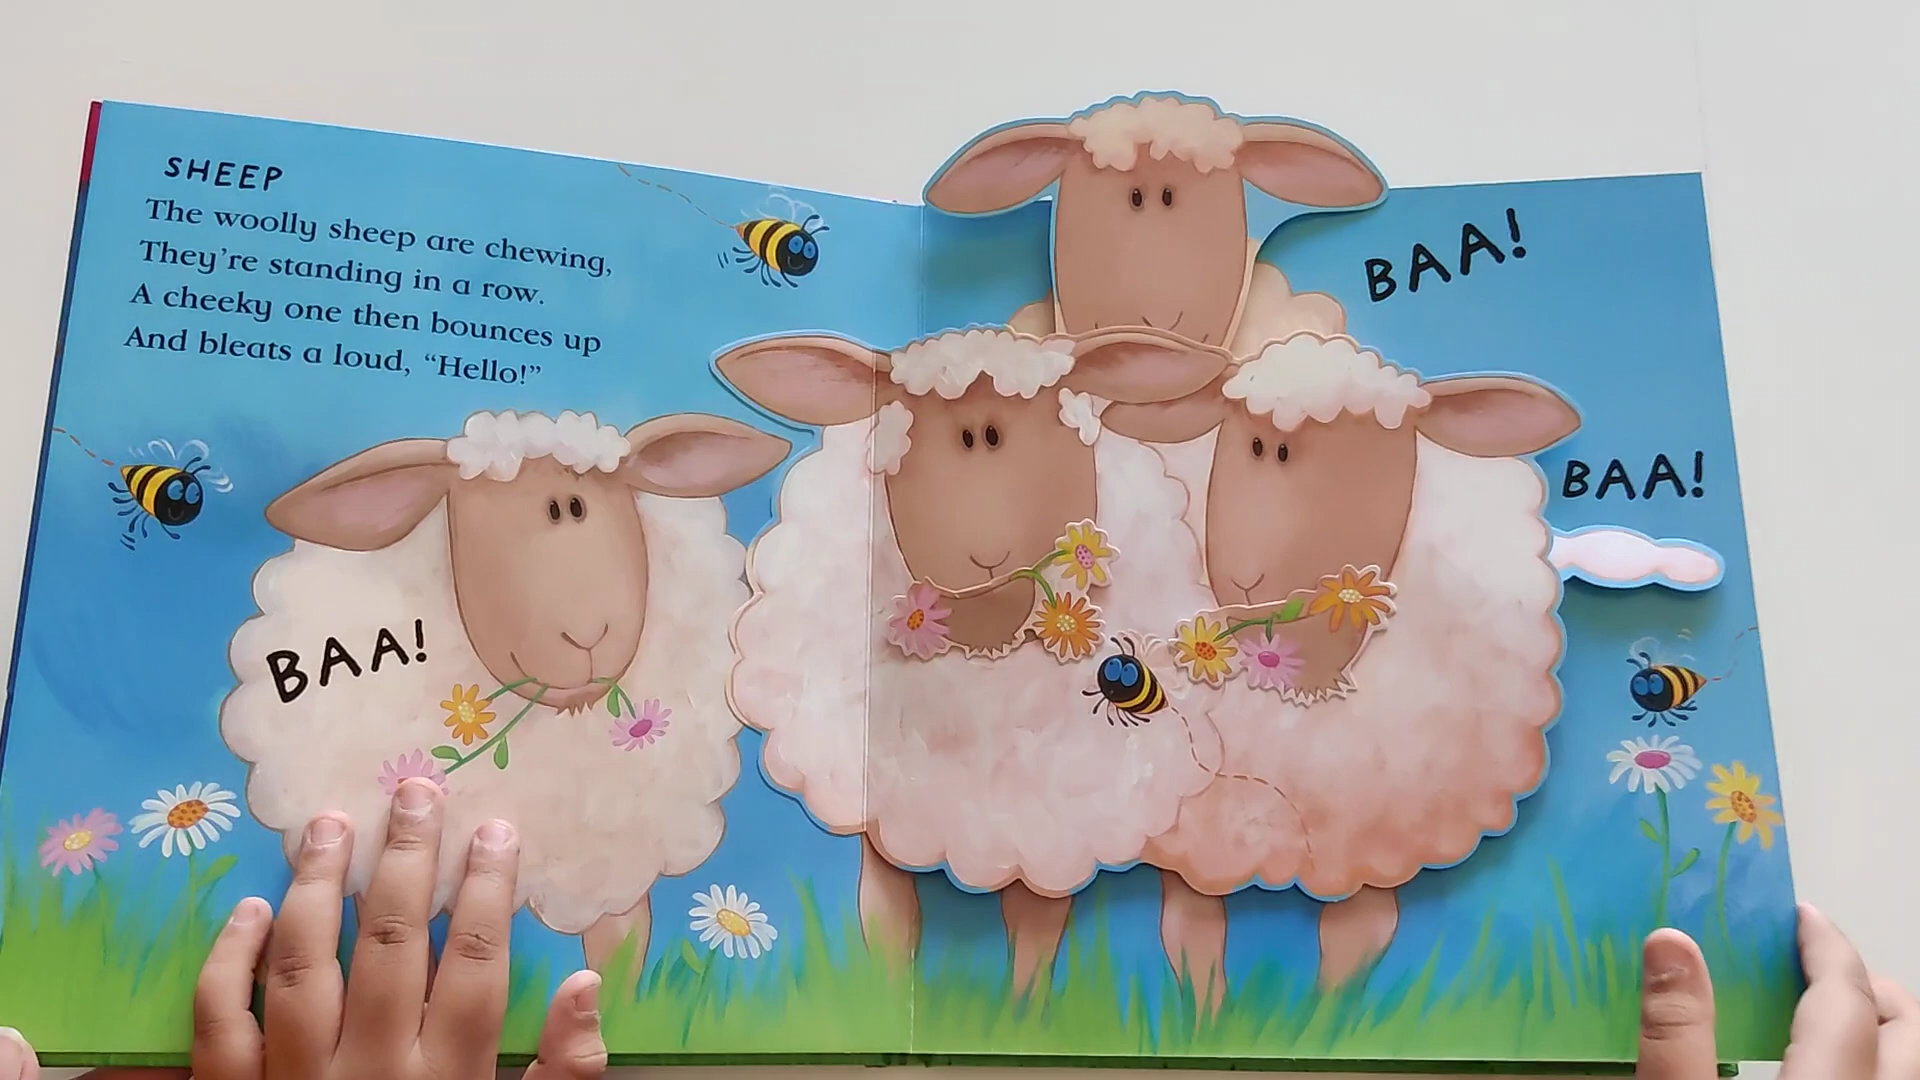 SHEEP
The woolly sheep are chewing,
They're standing in a row.
A cheeky one then bounces up
And bleats a loud, “Hello!”
BAA!
BAA!
BAA!